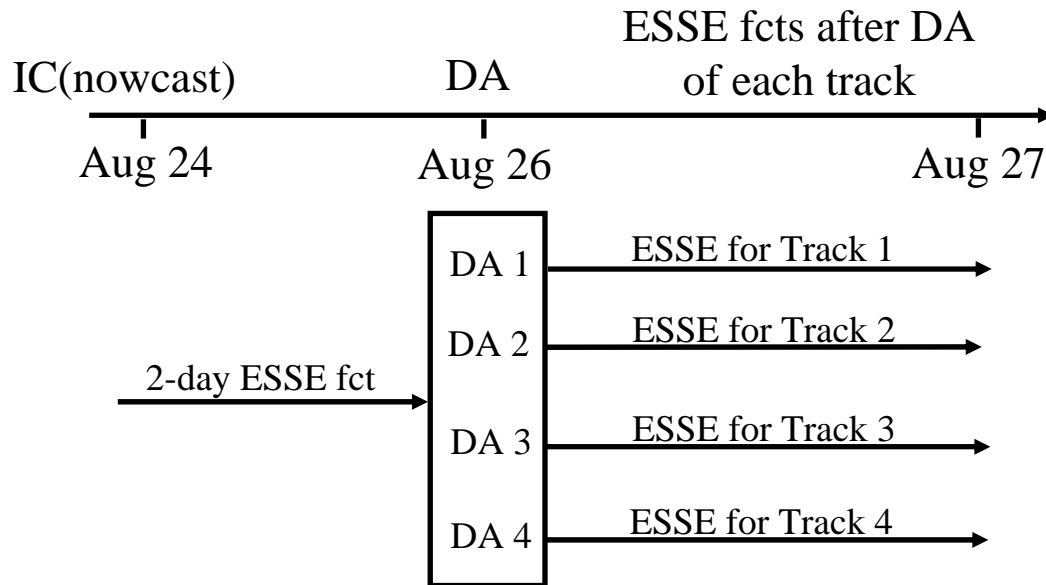 ESSE fcts after DA
of each track
IC(nowcast)
DA
Aug 24
Aug 26
Aug 27
DA 1
ESSE for Track 1
DA 2
ESSE for Track 2
2-day ESSE fct
DA 3
ESSE for Track 3
DA 4
ESSE for Track 4